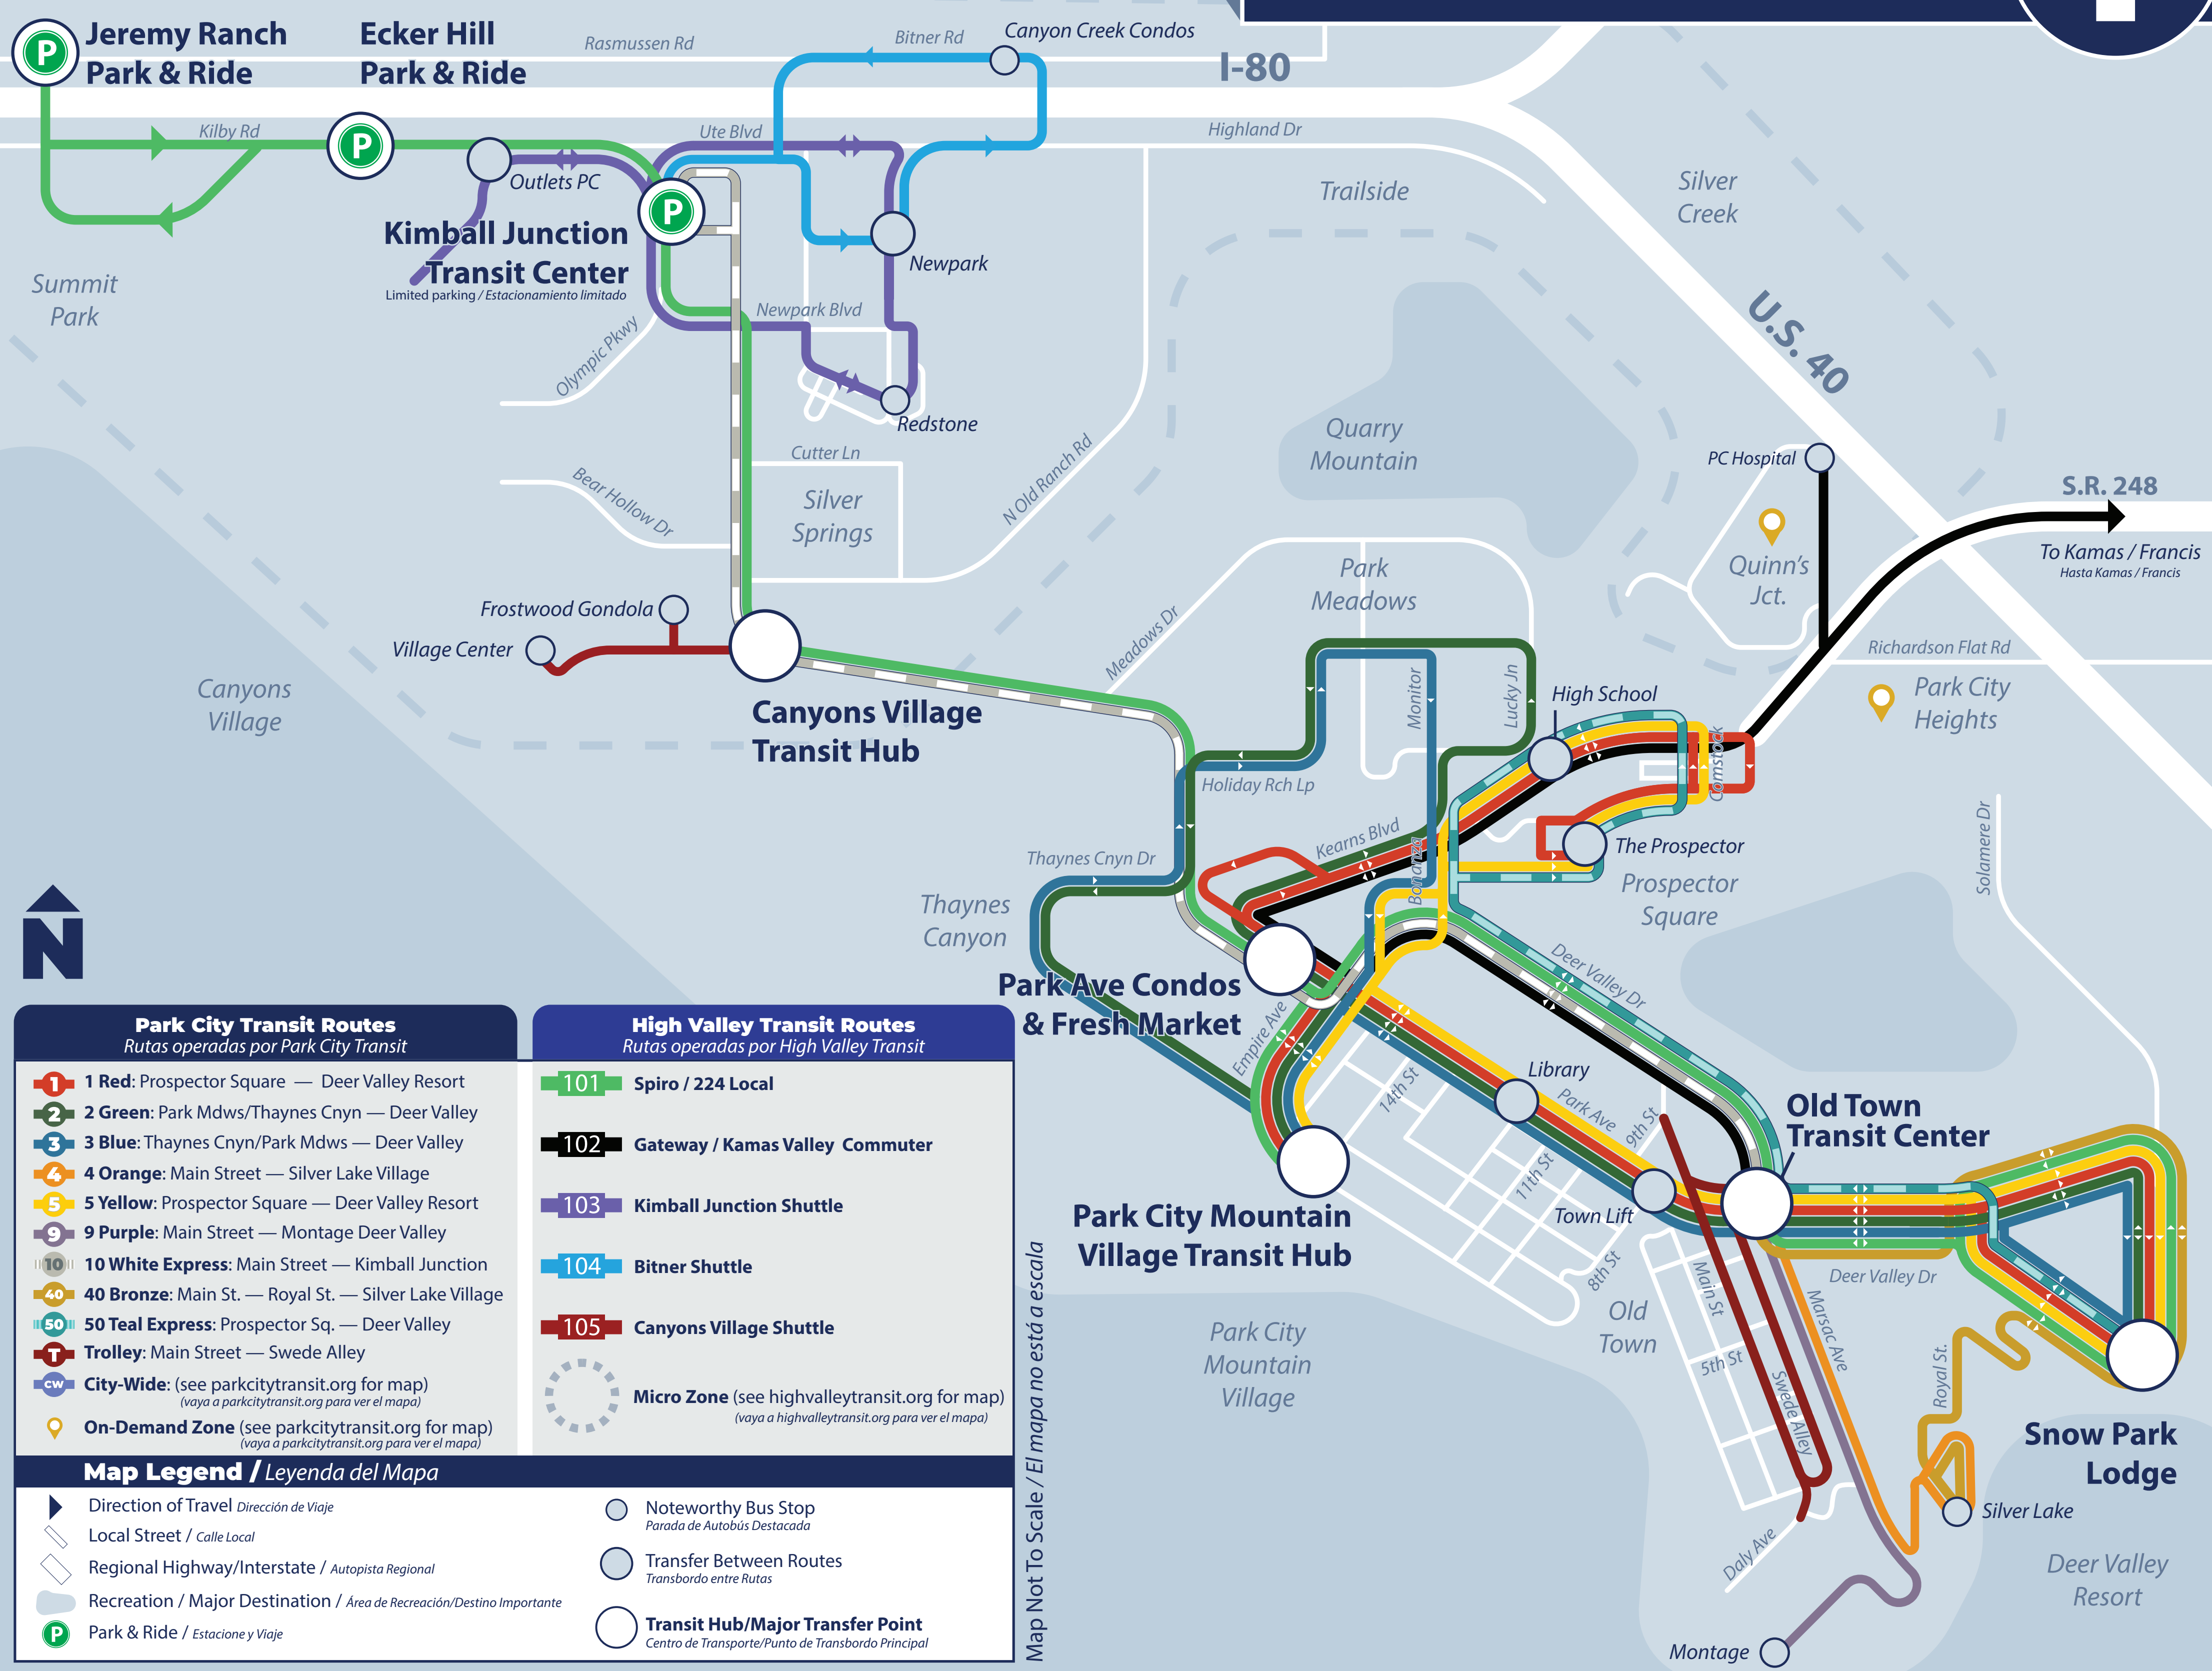 Jeremy Ranch
Park & Ride
Ecker Hill
Park & Ride
Rasmussen Rd
Bitner Rd
Canyon Creek Condos
I-80
Kilby Rd
P
P
P
Ute Blvd
Highland Dr
Outlets PC
Trailside
Silver
Creek
Kimball Junction
Transit Center
Limited parking / Estacionamiento limitado
Newpark
Summit
Park
Newpark Blvd
U.S. 40
Olympic Pkwy
Redstone
Quarry
Mountain
Cutter Ln
N Old Ranch Rd
PC Hospital
S.R. 248
Bear Hollow Dr
Silver
Springs
To Kamas / Francis
Hasta Kamas / Francis
Quinn's
Jct.
Park
Meadows
Frostwood Gondola
Village Center
Meadows Dr
Richardson Flat Rd
Canyons
Village
Monitor
Lucky Jn
High School
Park City
Heights
Canyons Village
Transit Hub
Comstock
Holiday Rch Lp
Kearns Blvd
Bonanza
The Prospector
Solamere Dr
Thaynes Cnyn Dr
Prospector
Square
Thaynes
Canyon
Deer Valley Dr
N
Park Ave Condos
& Fresh Market
Empire Ave
14th St
Library
Park Ave
9th St
11th St
Old Town
Transit Center
Town Lift
8th St
Park City Mountain
Village Transit Hub
Main St
Deer Valley Dr
Marsac Ave
Old
Town
5th St
Park City
Mountain
Village
Swede Alley
Royal St.
Snow Park
Lodge
Silver Lake
Daly Ave
Deer Valley
Resort
Montage
Map Not To Scale / El mapa no está a escala
Park City Transit Routes
Rutas operadas por Park City Transit
1 1 Red: Prospector Square — Deer Valley Resort
2 2 Green: Park Mdws/Thaynes Cnyn — Deer Valley
3 3 Blue: Thaynes Cnyn/Park Mdws — Deer Valley
4 4 Orange: Main Street — Silver Lake Village
5 5 Yellow: Prospector Square — Deer Valley Resort
9 9 Purple: Main Street — Montage Deer Valley
10 10 White Express: Main Street — Kimball Junction
40 40 Bronze: Main St. — Royal St. — Silver Lake Village
50 50 Teal Express: Prospector Sq. — Deer Valley
T Trolley: Main Street — Swede Alley
CW City-Wide: (see parkcitytransit.org for map)
(vaya a parkcitytransit.org para ver el mapa)
On-Demand Zone (see parkcitytransit.org for map)
(vaya a parkcitytransit.org para ver el mapa)
High Valley Transit Routes
Rutas operadas por High Valley Transit
101 Spiro / 224 Local
102 Gateway / Kamas Valley Commuter
103 Kimball Junction Shuttle
104 Bitner Shuttle
105 Canyons Village Shuttle
Micro Zone (see highvalleytransit.org for map)
(vaya a highvalleytransit.org para ver el mapa)
Map Legend / Leyenda del Mapa
Direction of Travel Dirección de Viaje
Local Street / Calle Local
Regional Highway/Interstate / Autopista Regional
Recreation / Major Destination / Área de Recreación/Destino Importante
P Park & Ride / Estacione y Viaje
Noteworthy Bus Stop
Parada de Autobús Destacada
Transfer Between Routes
Transbordo entre Rutas
Transit Hub/Major Transfer Point
Centro de Transporte/Punto de Transbordo Principal